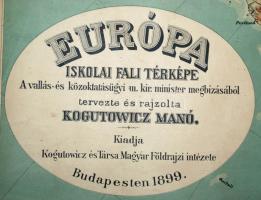 EURÓPA
ISKOLAI FALI TÉRKÉPE
A vallás- és közoktatásügyi m. kir. minister megbizásából
tervezte és rajzolta
KOGUTOWICZ MANÓ.
Kiadja
Kogutowicz és Társa Magyar Földrajzi intézete
Budapesten 1899.